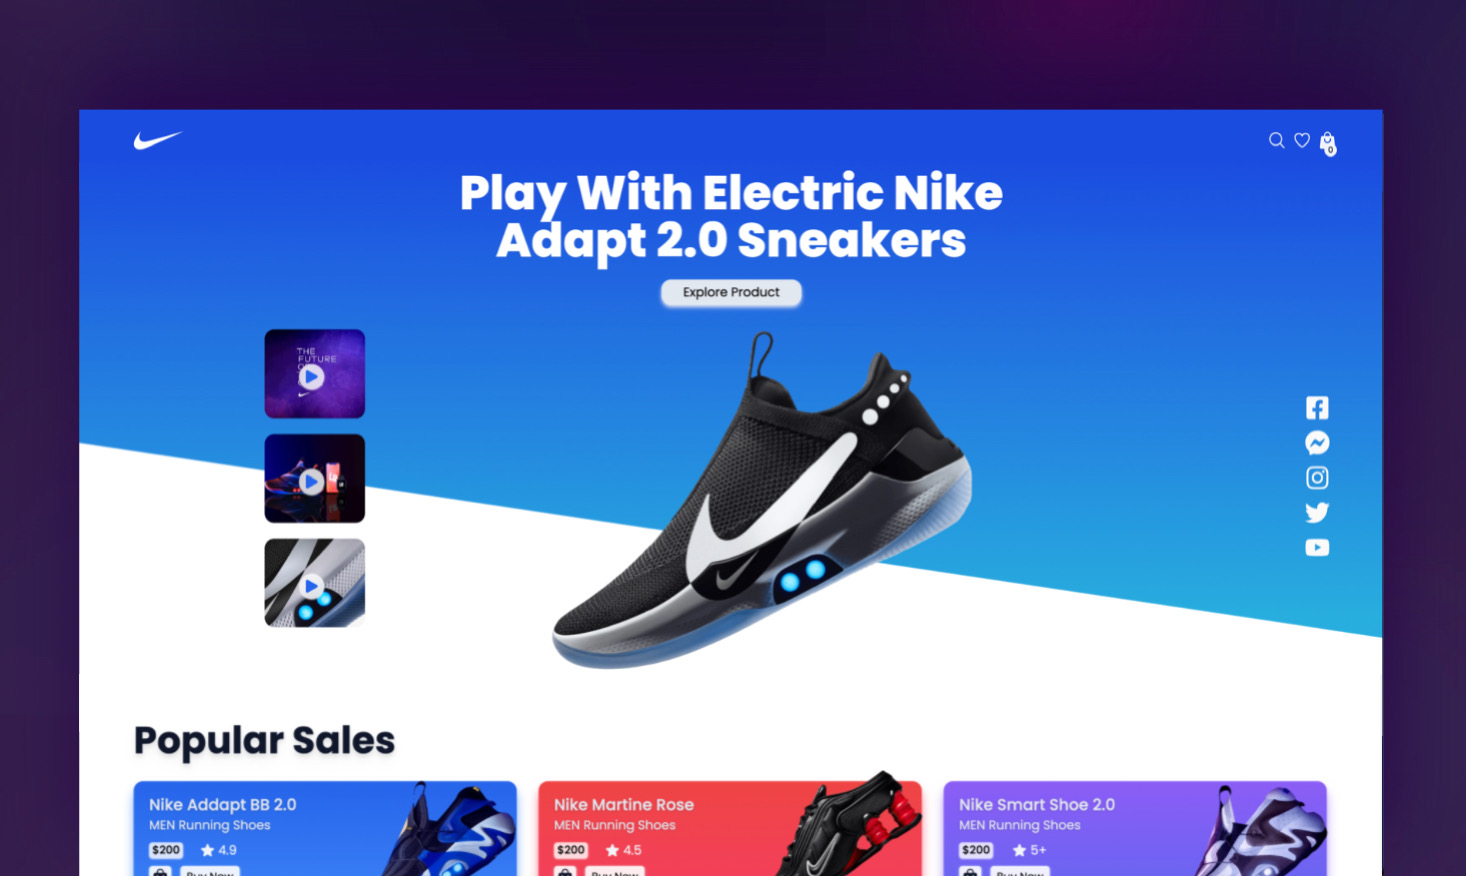 0
Play With Electric Nike
Adapt 2.0 Sneakers
Explore Product
THE
FUTURE
Popular Sales
Nike Addapt BB 2.0
MEN Running Shoes
$200 4.9
Buy Now
Nike Martine Rose
MEN Running Shoes
$200 4.5
Buy Now
Nike Smart Shoe 2.0
MEN Running Shoes
$200 5+
Buy Now